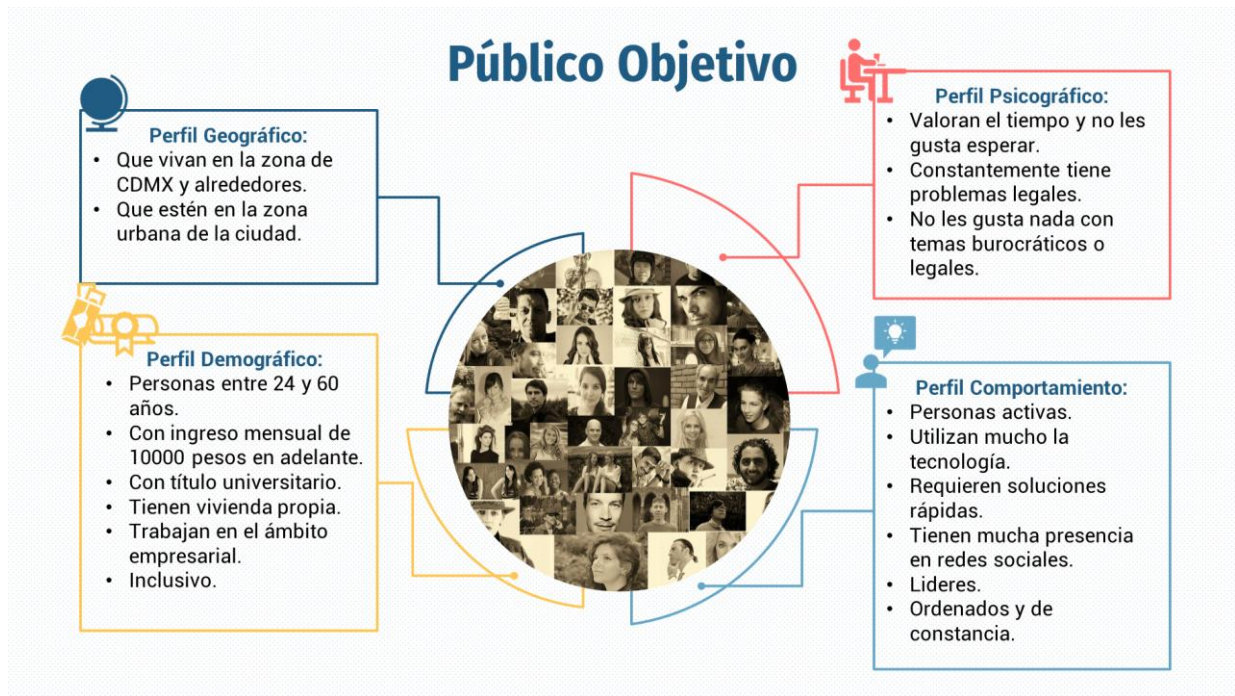 Público Objetivo
Perfil Geográfico:
• Que vivan en la zona de
CDMX y alrededores.
• Que estén en la zona
urbana de la ciudad.
Perfil Demográfico:
• Personas entre 24 y 60
años.
• Con ingreso mensual de
10000 pesos en adelante.
• Con título universitario.
• Tienen vivienda propia.
• Trabajan en el ámbito
empresarial.
• Inclusivo.
Perfil Psicográfico:
• Valoran el tiempo y no les
gusta esperar.
• Constantemente tiene
problemas legales.
• No les gusta nada con
temas burocráticos o
legales.
Perfil Comportamiento:
• Personas activas.
• Utilizan mucho la
tecnología.
• Requieren soluciones
rápidas.
• Tienen mucha presencia
en redes sociales.
• Lideres.
• Ordenados y de
constancia.